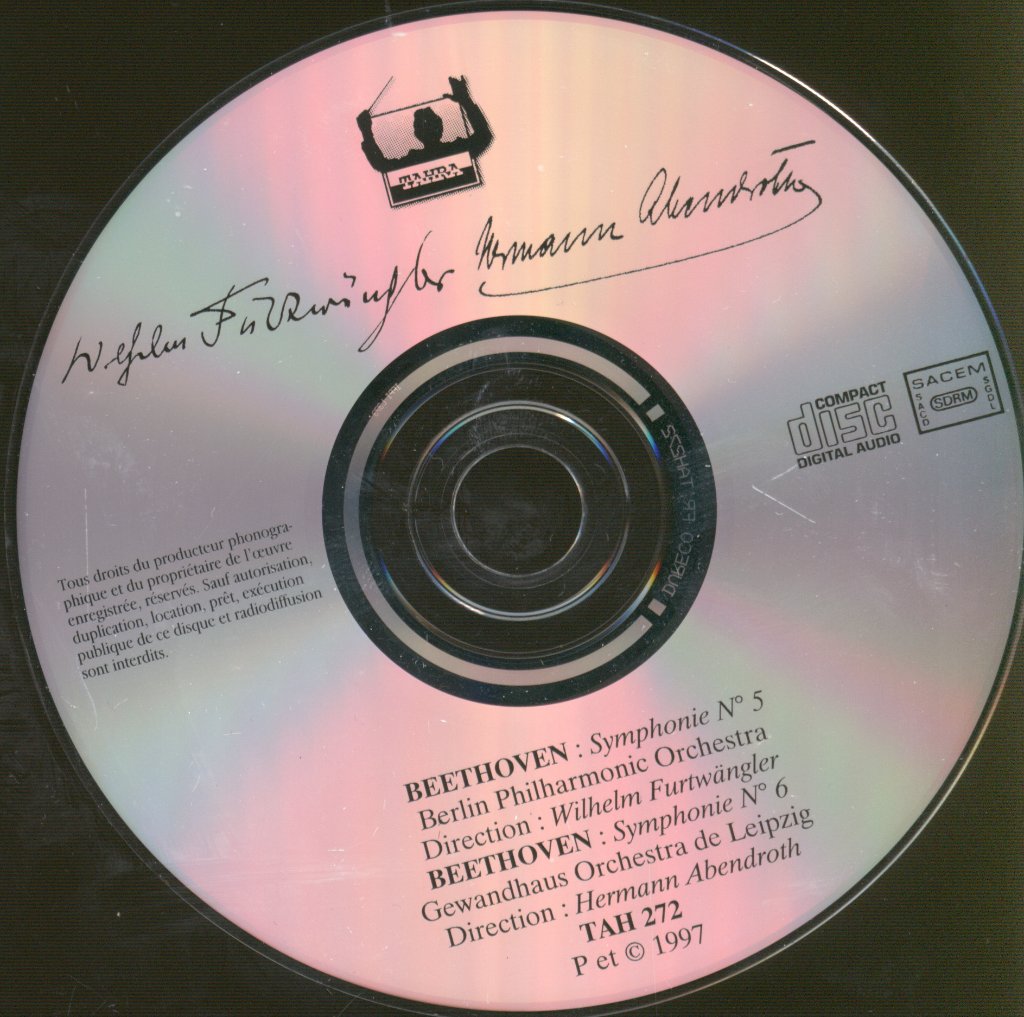 TAHRA
Wilhelm Furtwängler Hermann Abendroth
COMPACT
disc
DIGITAL AUDIO
SACEM
SACD
SDRM
SGDL
Tous droits du producteur phonogra-
phique et du propriétaire de l'œuvre
enregistrée, réservés. Sauf autorisation,
duplication, location, prêt, exécution
publique de ce disque et radiodiffusion
sont interdits.
BEETHOVEN : Symphonie N° 5
Berlin Philharmonic Orchestra
Direction : Wilhelm Furtwängler
BEETHOVEN : Symphonie N° 6
Gewandhaus Orchestra de Leipzig
Direction : Hermann Abendroth
TAH 272
P et © 1997